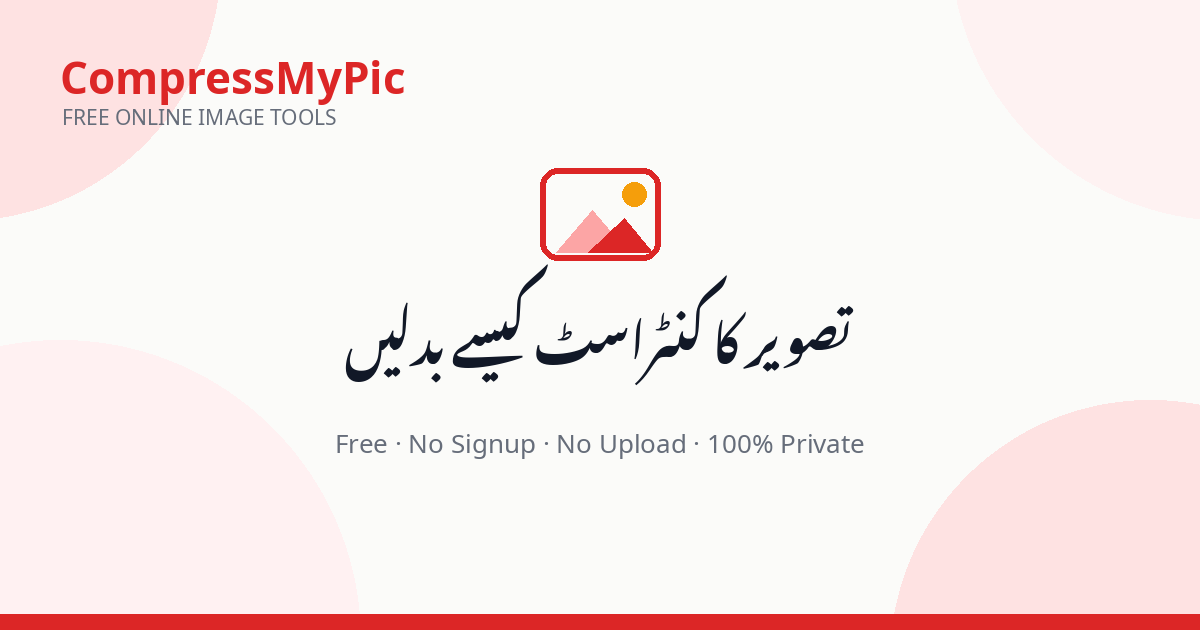 CompressMyPic
FREE ONLINE IMAGE TOOLS
تصویر کا کنٹراسٹ کیسے بدلیں
Free · No Signup · No Upload · 100% Private